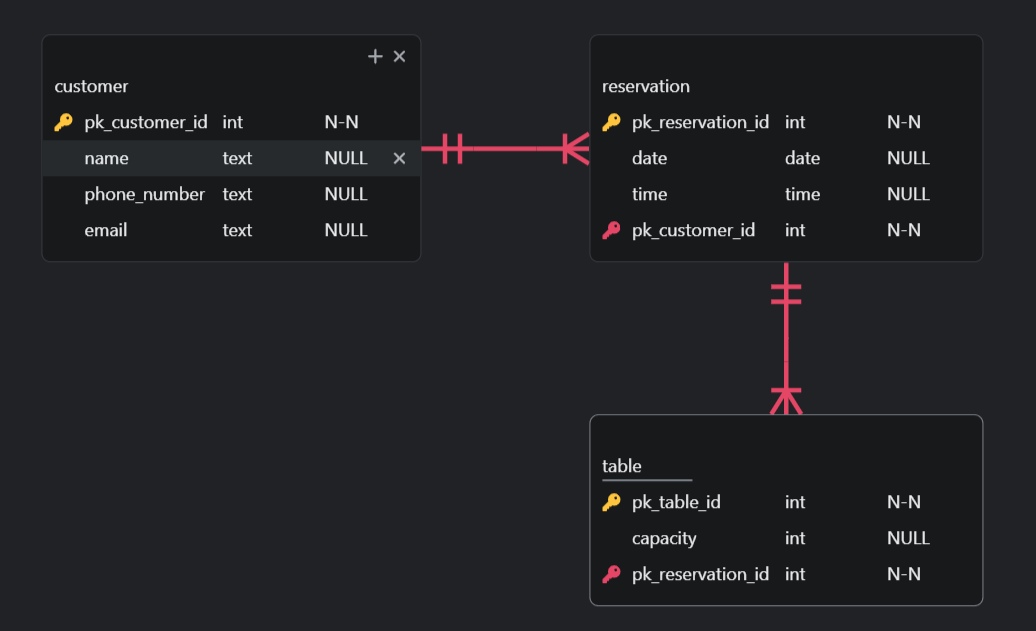 customer
pk_customer_id int N-N
name text NULL
phone_number text NULL
email text NULL
reservation
pk_reservation_id int N-N
date date NULL
time time NULL
pk_customer_id int N-N
table
pk_table_id int N-N
capacity int NULL
pk_reservation_id int N-N